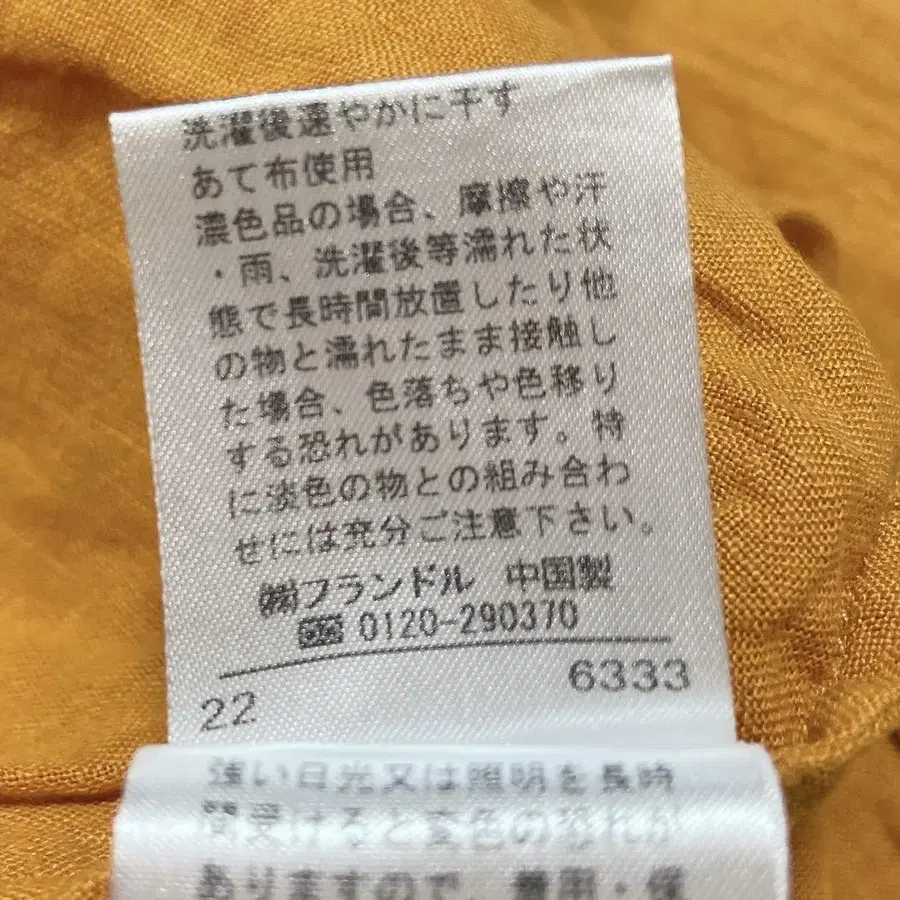 洗濯後速やかに干す
あて布使用
濃色品の場合、摩擦や汗
・雨、洗濯後等濡れた状
態で長時間放置したり他
の物と濡れたまま接触し
た場合、色落ちや色移り
する恐れがあります。特
に淡色の物との組み合わ
せには充分ご注意下さい。
㈱フランドル 中国製
0120-290370
6333
22
強い日光又は照明を長時
間受けると変色の恐れが
ありますので、着用・保